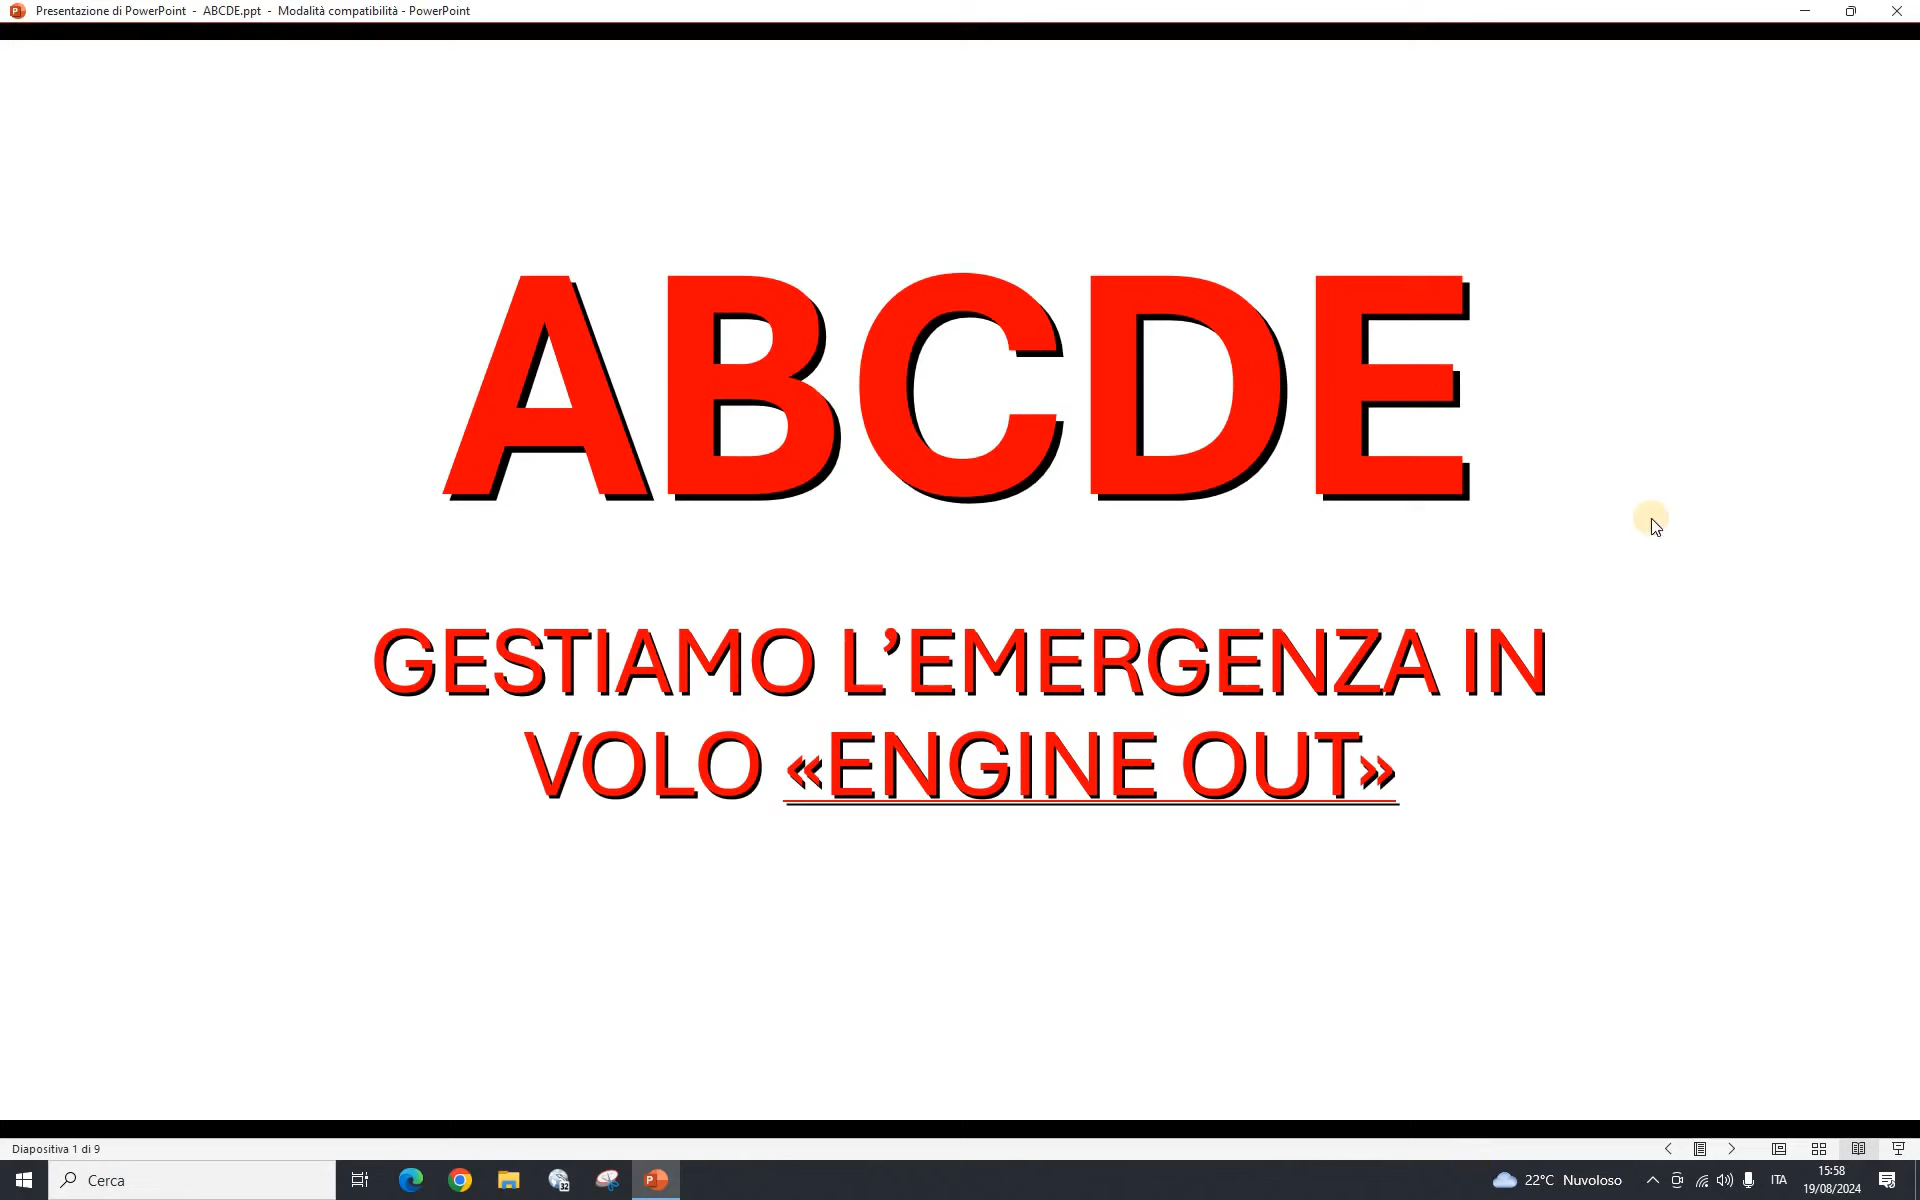 Presentazione di PowerPoint - ABCDE.ppt - Modalità compatibilità - PowerPoint
ABCDE
GESTIAMO L’EMERGENZA IN
VOLO «ENGINE OUT»
Diapositiva 1 di 9
Cerca
32
22°C Nuvoloso
ITA
15:58
19/08/2024